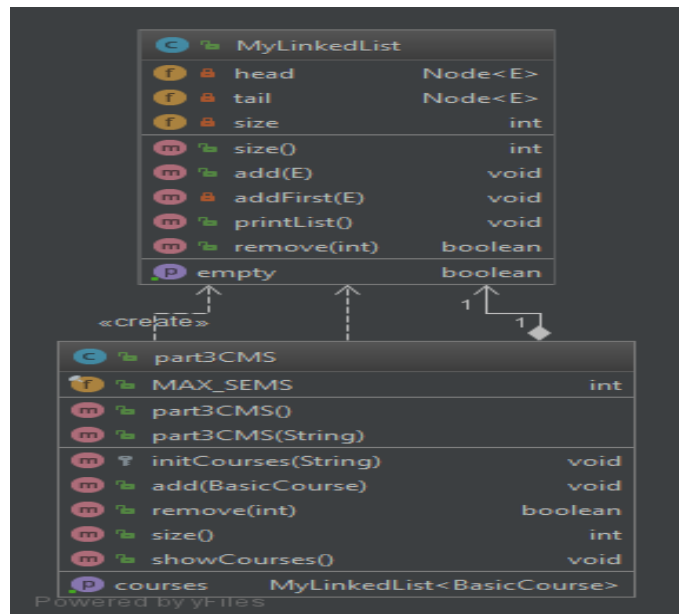 MyLinkedList
head Node<E>
tail Node<E>
size int
size() int
add(E) void
addFirst(E) void
printList() void
remove(int) boolean
empty boolean
1
«create» 1
part3CMS
MAX_SEMS int
part3CMS()
part3CMS(String)
initCourses(String) void
add(BasicCourse) void
remove(int) boolean
size() int
showCourses() void
courses MyLinkedList<BasicCourse>
Powered by yFiles